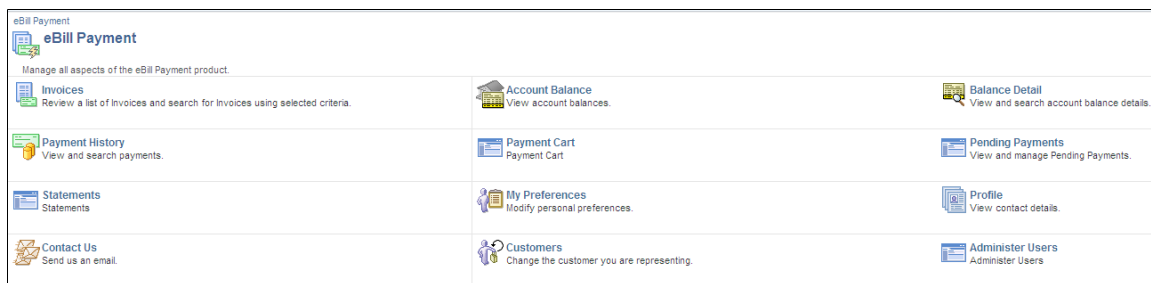 eBill Payment
eBill Payment
Manage all aspects of the eBill Payment product.
Invoices
Review a list of Invoices and search for Invoices using selected criteria.
Account Balance
View account balances.
Balance Detail
View and search account balance details.
Payment History
View and search payments.
Payment Cart
Payment Cart
Pending Payments
View and manage Pending Payments.
Statements
Statements
My Preferences
Modify personal preferences.
Profile
View contact details.
Contact Us
Send us an email.
Customers
Change the customer you are representing.
Administer Users
Administer Users